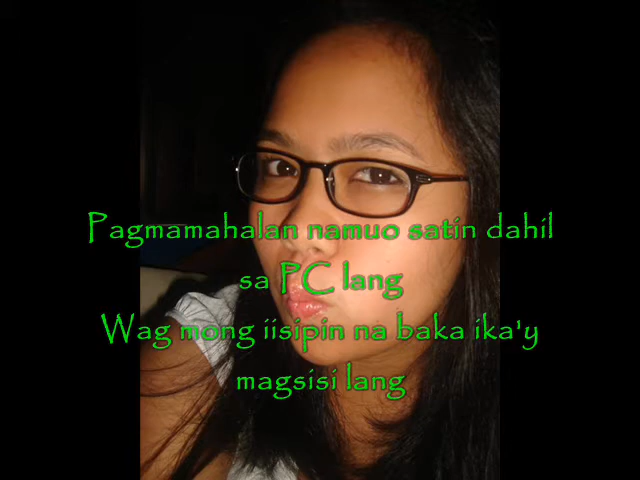 Pagmamahalan namuo satin dahil
sa PC lang
Wag mong iisipin na baka ika'y
magsisi lang